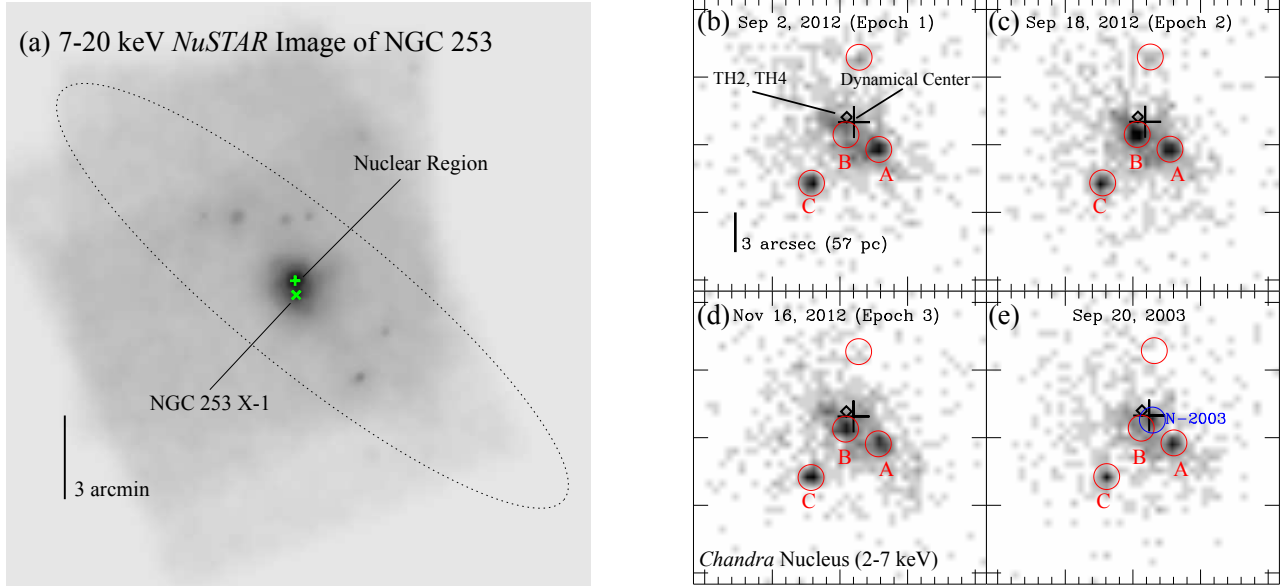 (a) 7-20 keV NuSTAR Image of NGC 253
Nuclear Region
NGC 253 X-1
3 arcmin
(b) Sep 2, 2012 (Epoch 1)
TH2, TH4
Dynamical Center
B
A
C
3 arcsec (57 pc)
(c) Sep 18, 2012 (Epoch 2)
B
A
C
(d) Nov 16, 2012 (Epoch 3)
B
A
C
Chandra Nucleus (2-7 keV)
(e) Sep 20, 2003
N-2003
B
A
C